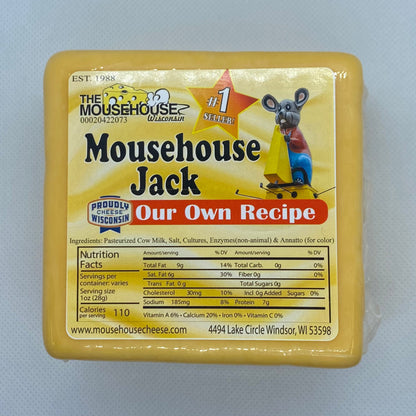 EST. 1988
THE
MOUSEHOUSE
Wisconsin
00020422073
#1
SELLER!
Mousehouse
Jack
PROUDLY
WISCONSIN
CHEESE
Our Own Recipe
Ingredients: Pasteurized Cow Milk, Salt, Cultures, Enzymes(non-animal) & Annatto (for color)
Nutrition
Facts
Servings per
container: varies
Serving size
1oz (28g)
Calories
per serving 110
Amount/serving % DV Amount/serving % DV
Total Fat 9g 14% Total Carb. 0g 0%
Sat. Fat 6g 30% Fiber 0g 0%
Trans Fat 0 g Total Sugars 0g
Cholesterol 30mg 10% Incl 0g Added Sugars 0%
Sodium 185mg 8% Protein 7g
Vitamin A 6% • Calcium 20% • Iron 0% • Vitamin C 0%
www.mousehousecheese.com 4494 Lake Circle Windsor, WI 53598